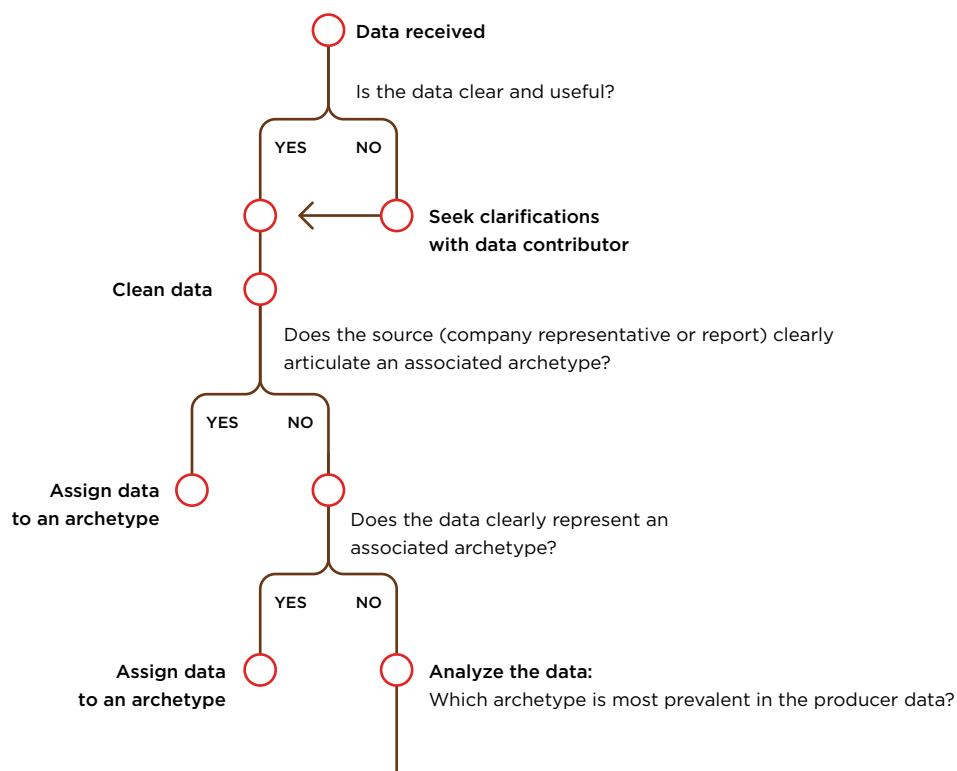 Data received
Is the data clear and useful?
YES
NO
Seek clarifications
with data contributor
Clean data
Does the source (company representative or report) clearly
articulate an associated archetype?
YES
NO
Assign data
to an archetype
Does the data clearly represent an
associated archetype?
YES
NO
Assign data
to an archetype
Analyze the data:
Which archetype is most prevalent in the producer data?